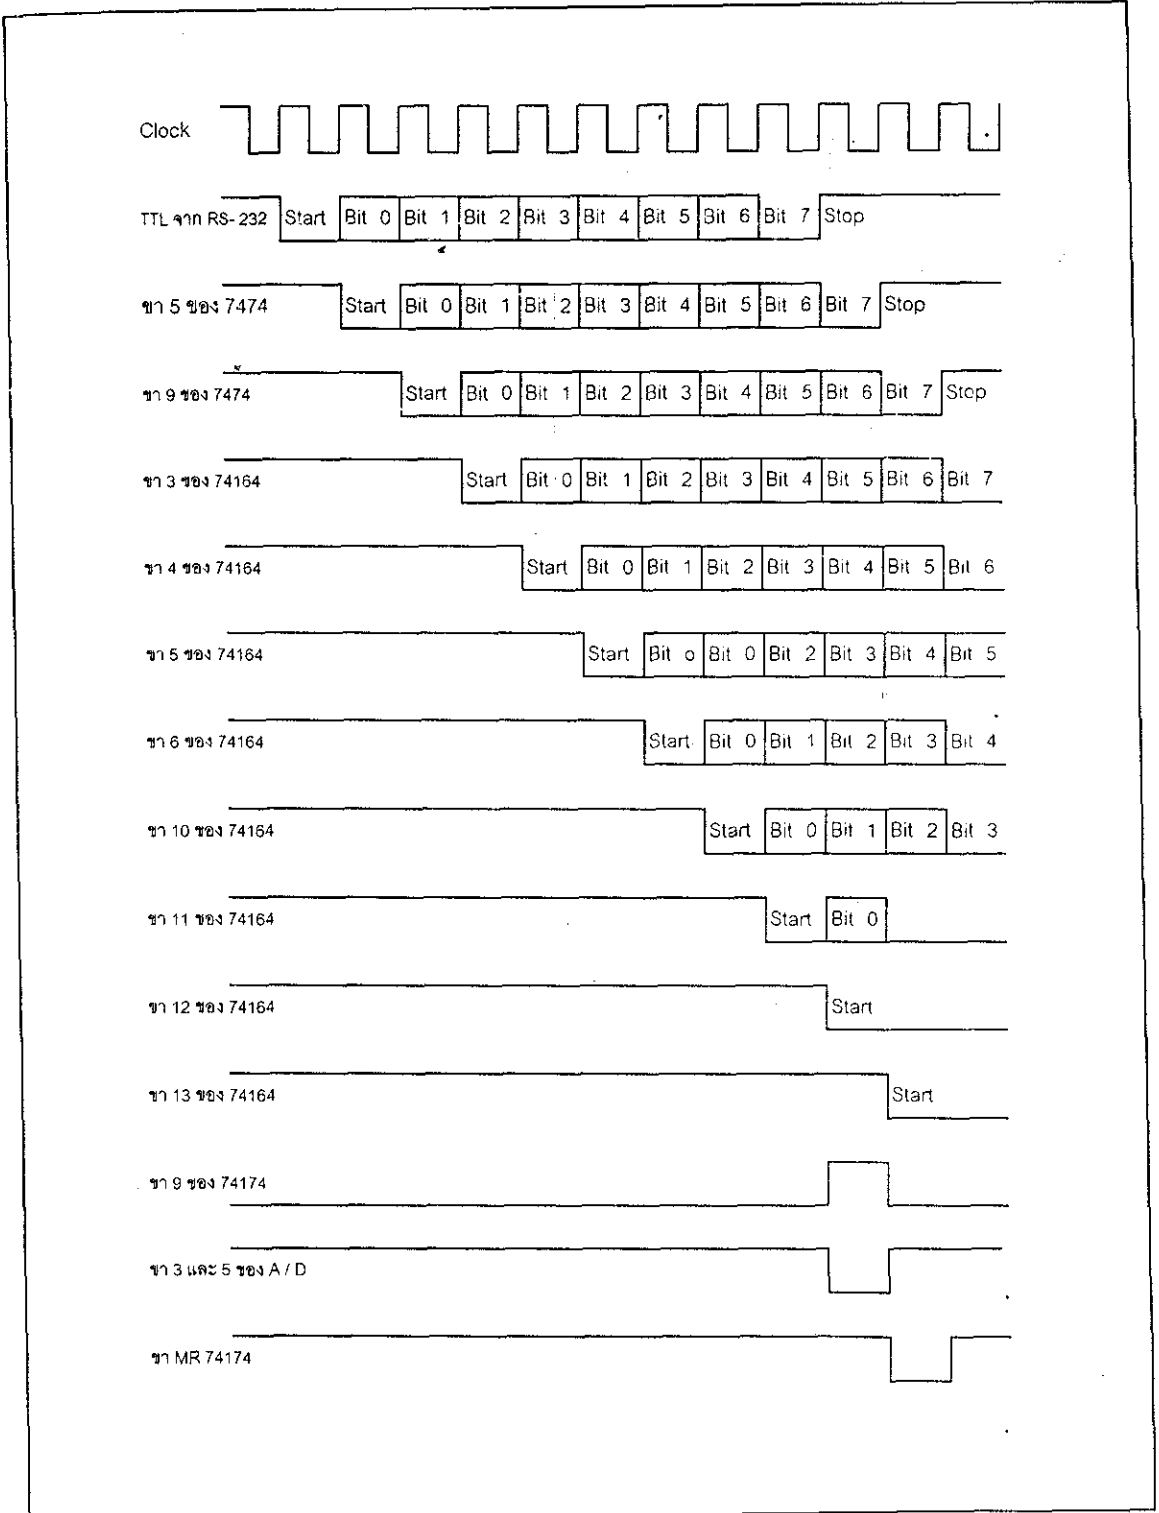 Clock
TTL จาก RS-232 Start Bit 0 Bit 1 Bit 2 Bit 3 Bit 4 Bit 5 Bit 6 Bit 7 Stop
ขา 5 ของ 7474 Start Bit 0 Bit 1 Bit 2 Bit 3 Bit 4 Bit 5 Bit 6 Bit 7 Stop
ขา 9 ของ 7474 Start Bit 0 Bit 1 Bit 2 Bit 3 Bit 4 Bit 5 Bit 6 Bit 7 Stop
ขา 3 ของ 74164 Start Bit 0 Bit 1 Bit 2 Bit 3 Bit 4 Bit 5 Bit 6 Bit 7
ขา 4 ของ 74164 Start Bit 0 Bit 1 Bit 2 Bit 3 Bit 4 Bit 5 Bit 6
ขา 5 ของ 74164 Start Bit o Bit 0 Bit 2 Bit 3 Bit 4 Bit 5
ขา 6 ของ 74164 Start Bit 0 Bit 1 Bit 2 Bit 3 Bit 4
ขา 10 ของ 74164 Start Bit 0 Bit 1 Bit 2 Bit 3
ขา 11 ของ 74164 Start Bit 0
ขา 12 ของ 74164 Start
ขา 13 ของ 74164 Start
ขา 9 ของ 74174
ขา 3 และ 5 ของ A / D
ขา MR 74174